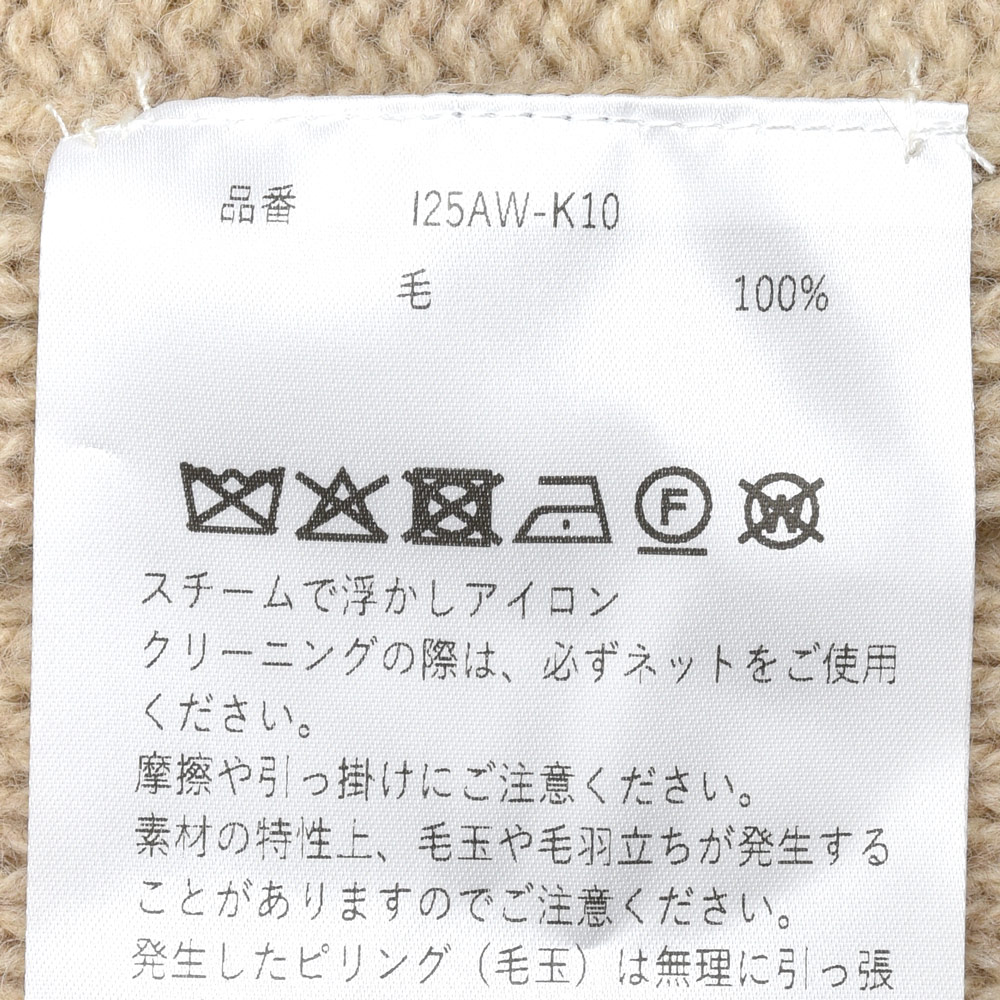 品番 I25AW-K10
毛 100%
F W
スチームで浮かしアイロン
クリーニングの際は、必ずネットをご使用
ください。
摩擦や引っ掛けにご注意ください。
素材の特性上、毛玉や毛羽立ちが発生する
ことがありますのでご注意ください。
発生したピリング（毛玉）は無理に引っ張